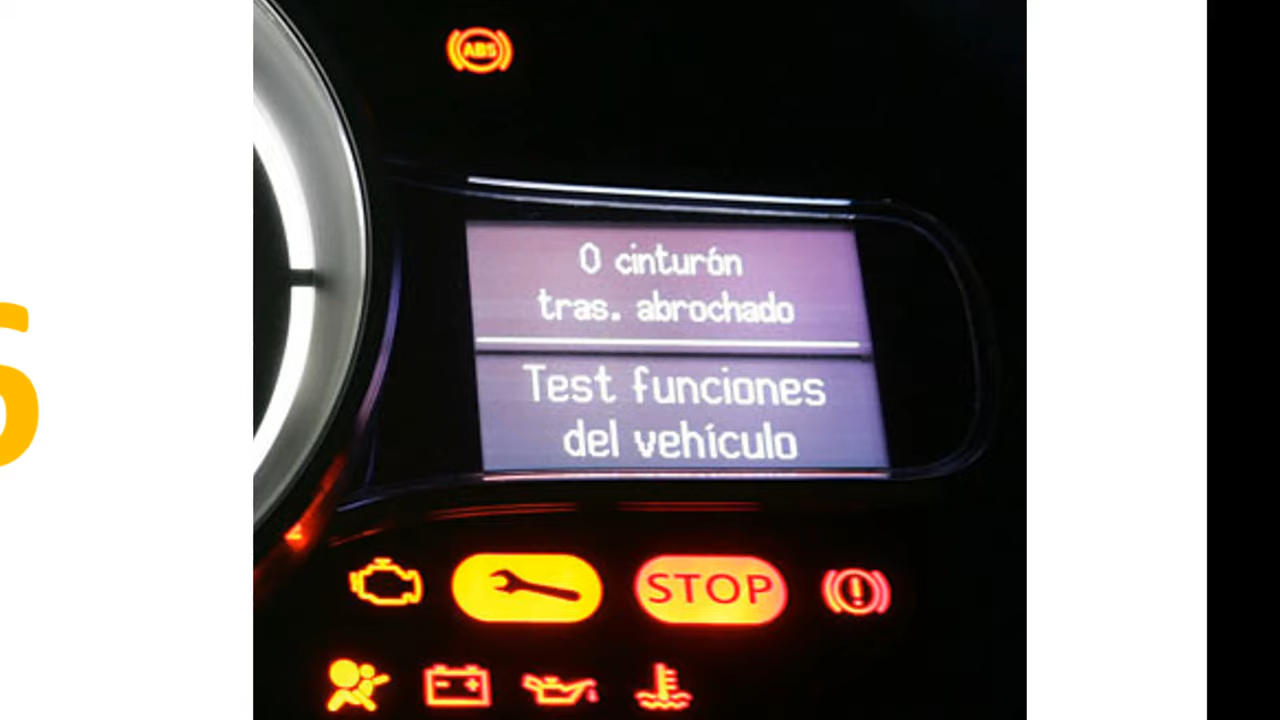 ABS
0 cinturón
tras. abrochado
Test funciones
del vehículo
STOP